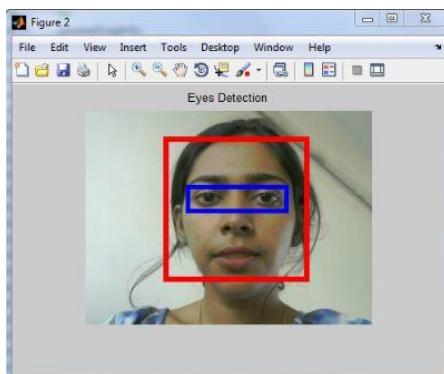 Figure 2
File Edit View Insert Tools Desktop Window Help
Eyes Detection